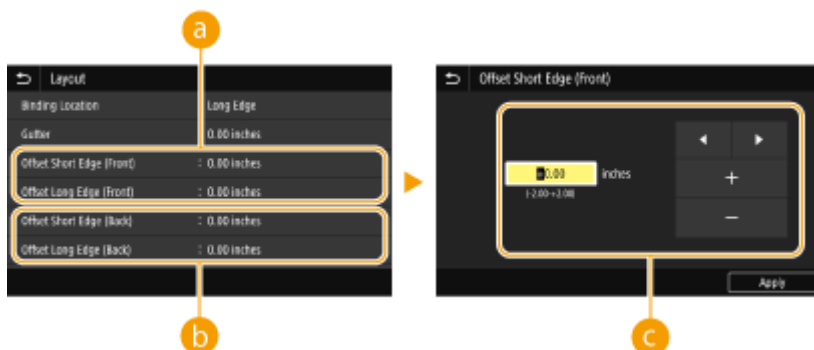 a
Layout
Binding Location Long Edge
Gutter 0.00 inches
Offset Short Edge (Front) : 0.00 inches
Offset Long Edge (Front) : 0.00 inches
Offset Short Edge (Back) : 0.00 inches
Offset Long Edge (Back) : 0.00 inches
b
Offset Short Edge (Front)
0.00 inches
(-2.00-+2.00)
+
−
Apply
c